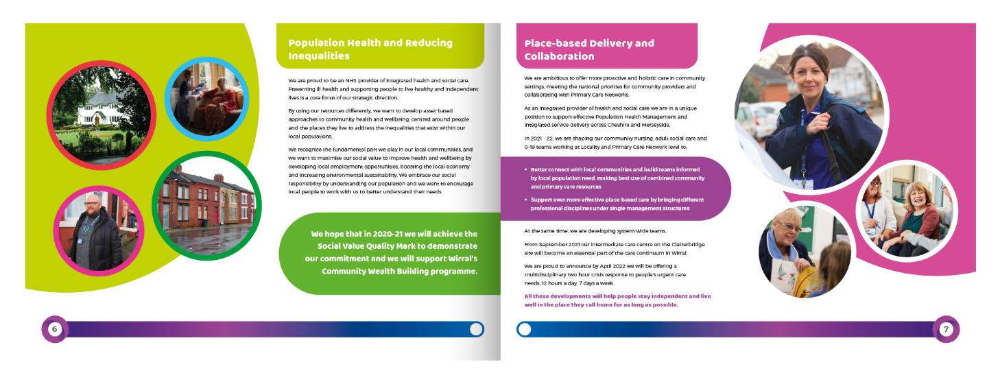 Population Health and Reducing
Inequalities
We are proud to be an NHS provider of integrated health and social care.
Preventing ill health and supporting people to live healthy and independent
lives is a core focus of our strategic direction.
By using our resources differently, we want to develop asset-based
approaches to community health and wellbeing, centred around people
and the places they live to address the inequalities that exist within our
local populations.
We recognise the fundamental part we play in our local communities, and
we want to maximise our social value to improve health and wellbeing by
developing local employment opportunities, boosting the local economy
and increasing environmental sustainability. We embrace our social
responsibility by understanding our population and we want to encourage
local people to work with us to better understand their needs.
We hope that in 2020-21 we will achieve the
Social Value Quality Mark to demonstrate
our commitment and we will support Wirral's
Community Wealth Building programme.
6
Place-based Delivery and
Collaboration
We are ambitious to offer more proactive and holistic care in community
settings, meeting the national priorities for community providers and
collaborating with Primary Care Networks.
As an integrated provider of health and social care we are in a unique
position to support effective Population Health Management and
integrated service delivery across Cheshire and Merseyside.
In 2021 - 22, we are shaping our community nursing, adult social care and
0-19 teams working at Locality and Primary Care Network level to:
• Better connect with local communities and build teams informed
by local population need, making best use of combined community
and primary care resources
• Support even more effective place-based care by bringing different
professional disciplines under single management structures
At the same time, we are developing system-wide teams.
From September 2021 our intermediate care centre on the Clatterbridge
site will become an essential part of the care continuum in Wirral.
We are proud to announce by April 2022 we will be offering a
multidisciplinary two hour crisis response to people's urgent care
needs, 12 hours a day, 7 days a week.
All these developments will help people stay independent and live
well in the place they call home for as long as possible.
7